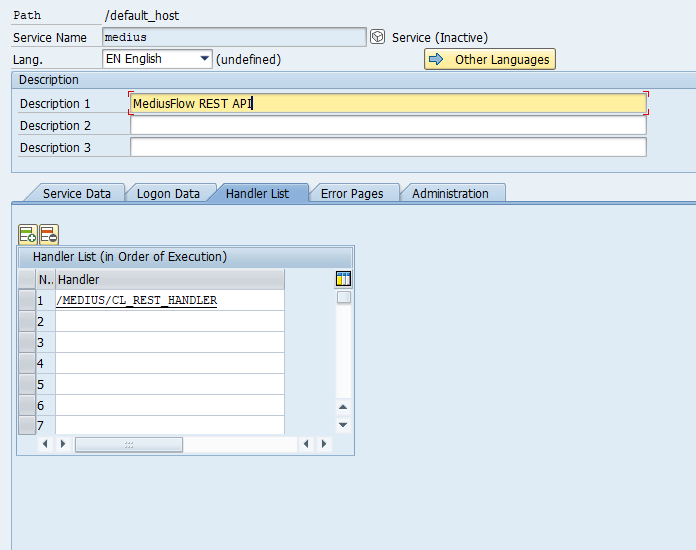 Path /default_host
Service Name medius Service (Inactive)
Lang. EN English (undefined) Other Languages
Description
Description 1 MediusFlow REST API
Description 2
Description 3
Service Data Logon Data Handler List Error Pages Administration
Handler List (in Order of Execution)
N.. Handler
1 /MEDIUS/CL_REST_HANDLER
2
3
4
5
6
7